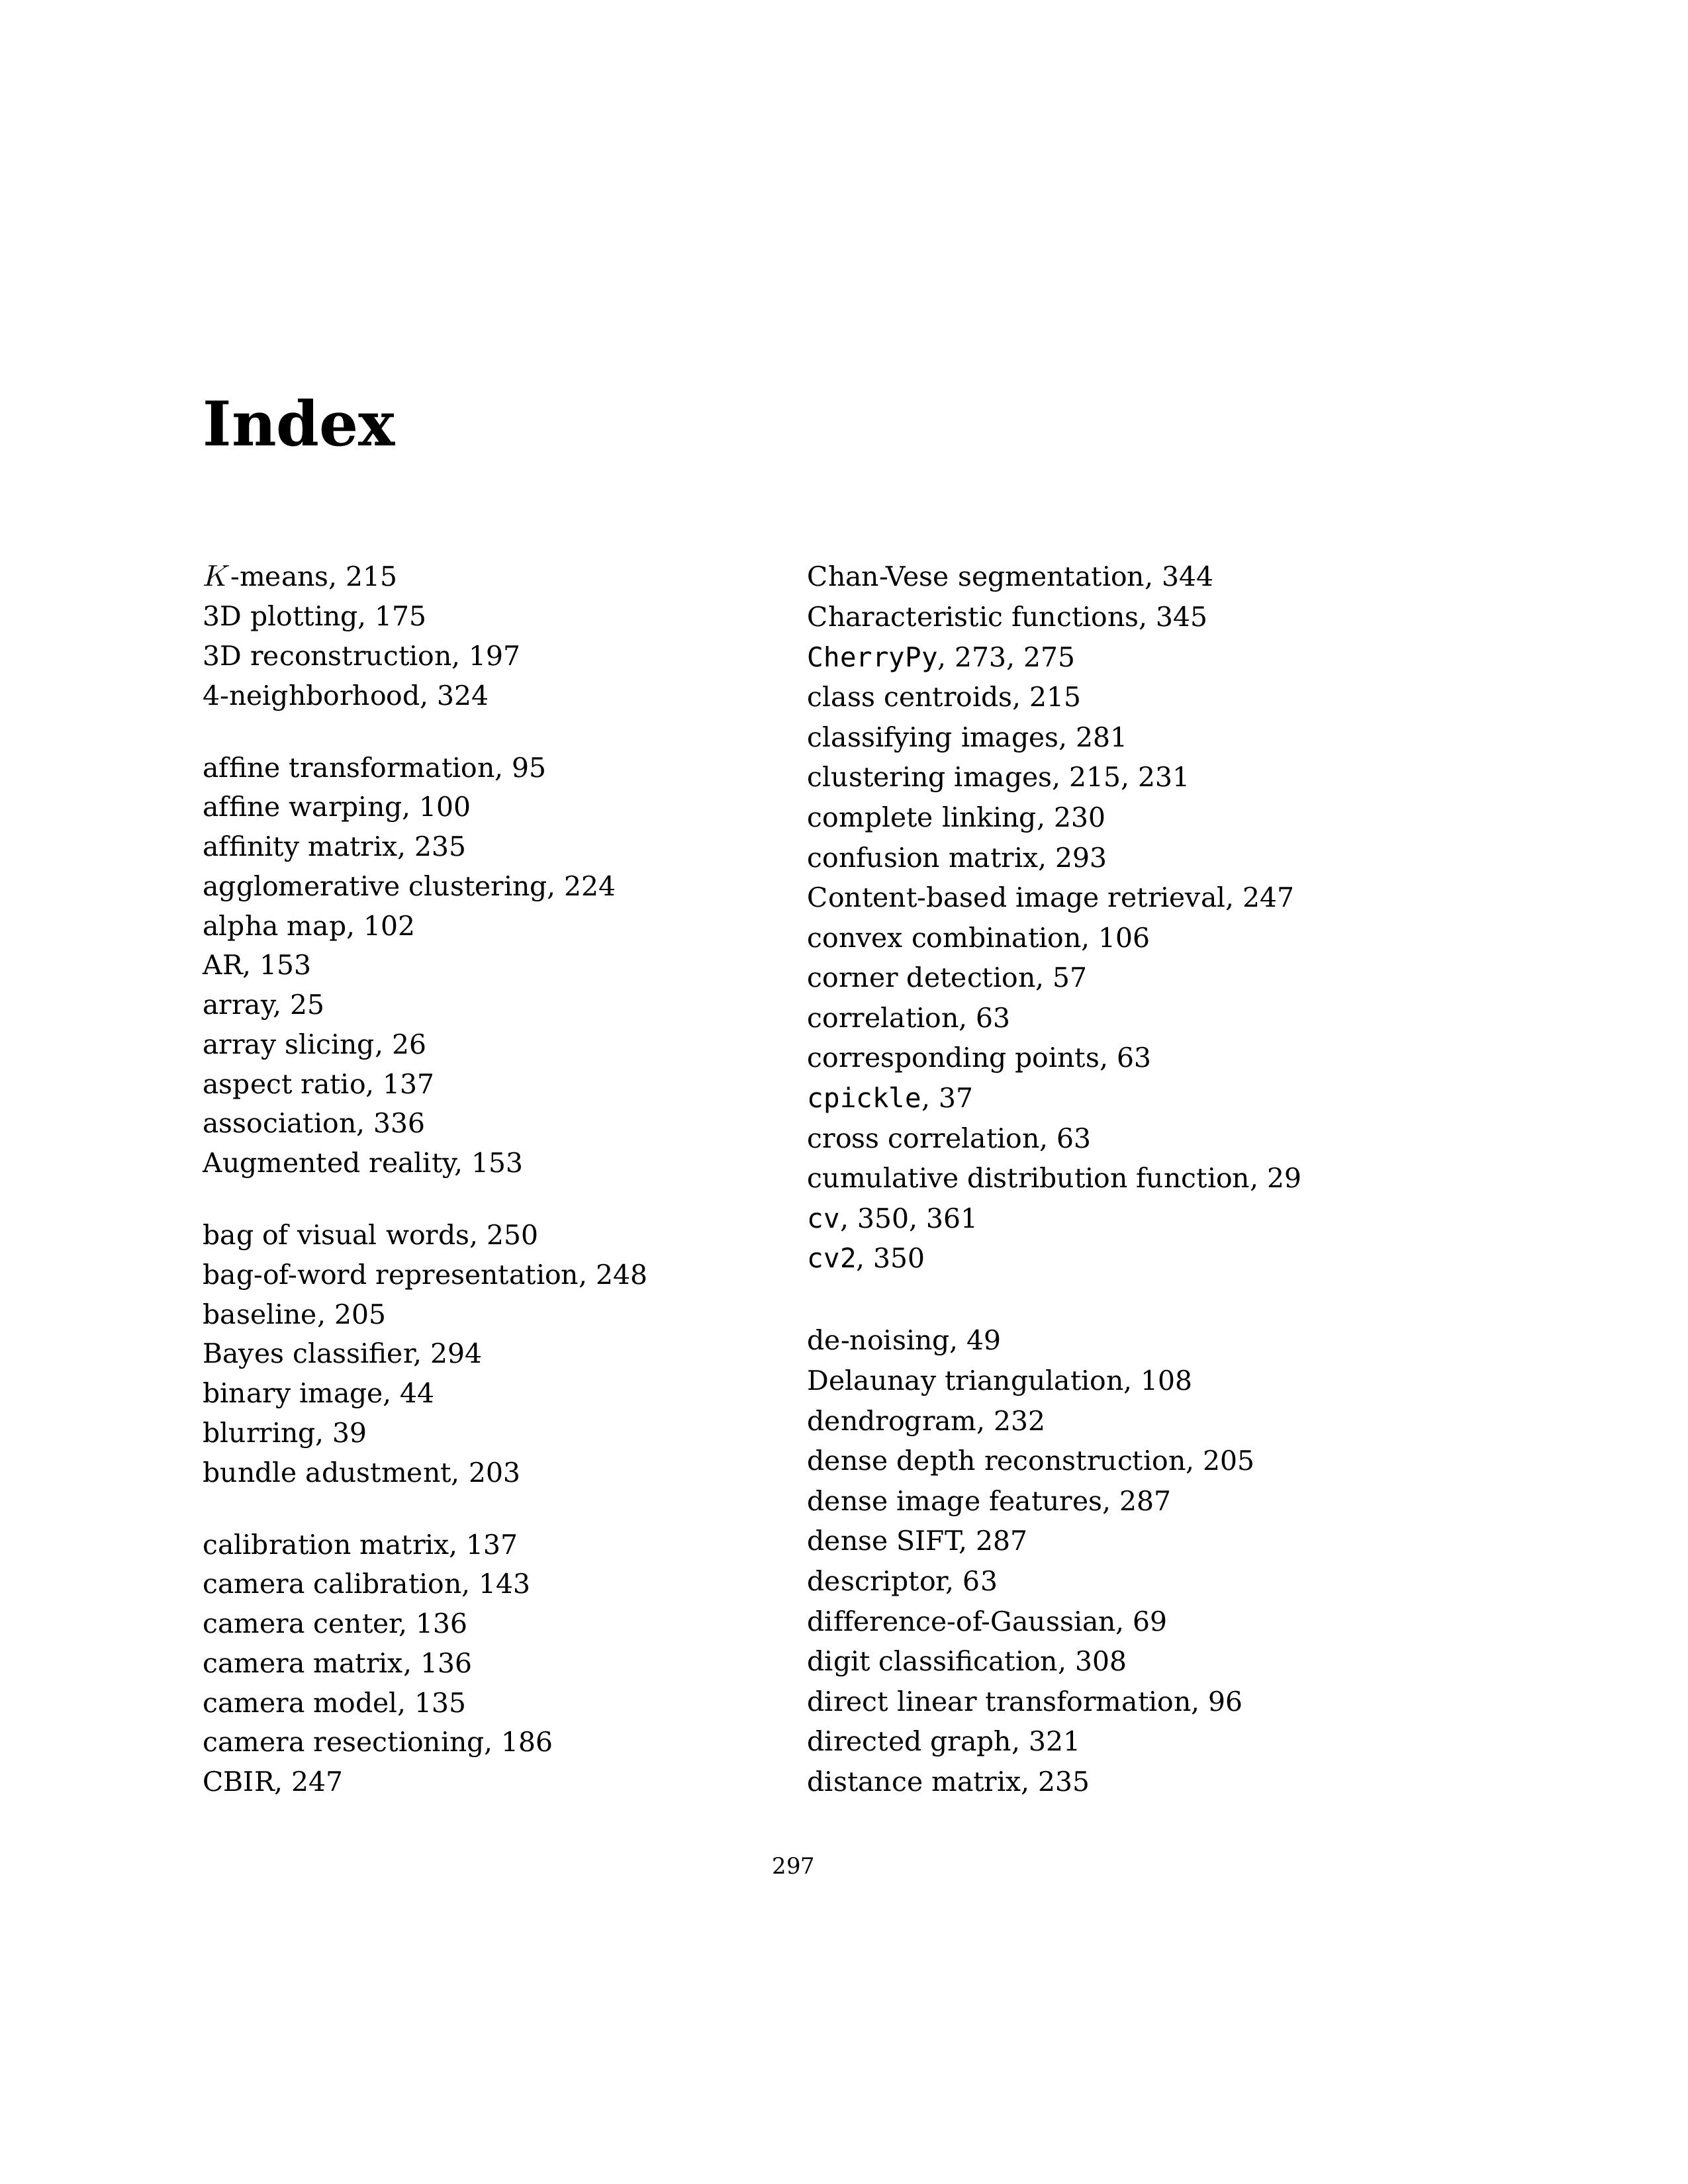 Index
K-means, 215
3D plotting, 175
3D reconstruction, 197
4-neighborhood, 324
affine transformation, 95
affine warping, 100
affinity matrix, 235
agglomerative clustering, 224
alpha map, 102
AR, 153
array, 25
array slicing, 26
aspect ratio, 137
association, 336
Augmented reality, 153
bag of visual words, 250
bag-of-word representation, 248
baseline, 205
Bayes classifier, 294
binary image, 44
blurring, 39
bundle adustment, 203
calibration matrix, 137
camera calibration, 143
camera center, 136
camera matrix, 136
camera model, 135
camera resectioning, 186
CBIR, 247
Chan-Vese segmentation, 344
Characteristic functions, 345
CherryPy, 273, 275
class centroids, 215
classifying images, 281
clustering images, 215, 231
complete linking, 230
confusion matrix, 293
Content-based image retrieval, 247
convex combination, 106
corner detection, 57
correlation, 63
corresponding points, 63
cpickle, 37
cross correlation, 63
cumulative distribution function, 29
cv, 350, 361
cv2, 350
de-noising, 49
Delaunay triangulation, 108
dendrogram, 232
dense depth reconstruction, 205
dense image features, 287
dense SIFT, 287
descriptor, 63
difference-of-Gaussian, 69
digit classification, 308
direct linear transformation, 96
directed graph, 321
distance matrix, 235
297